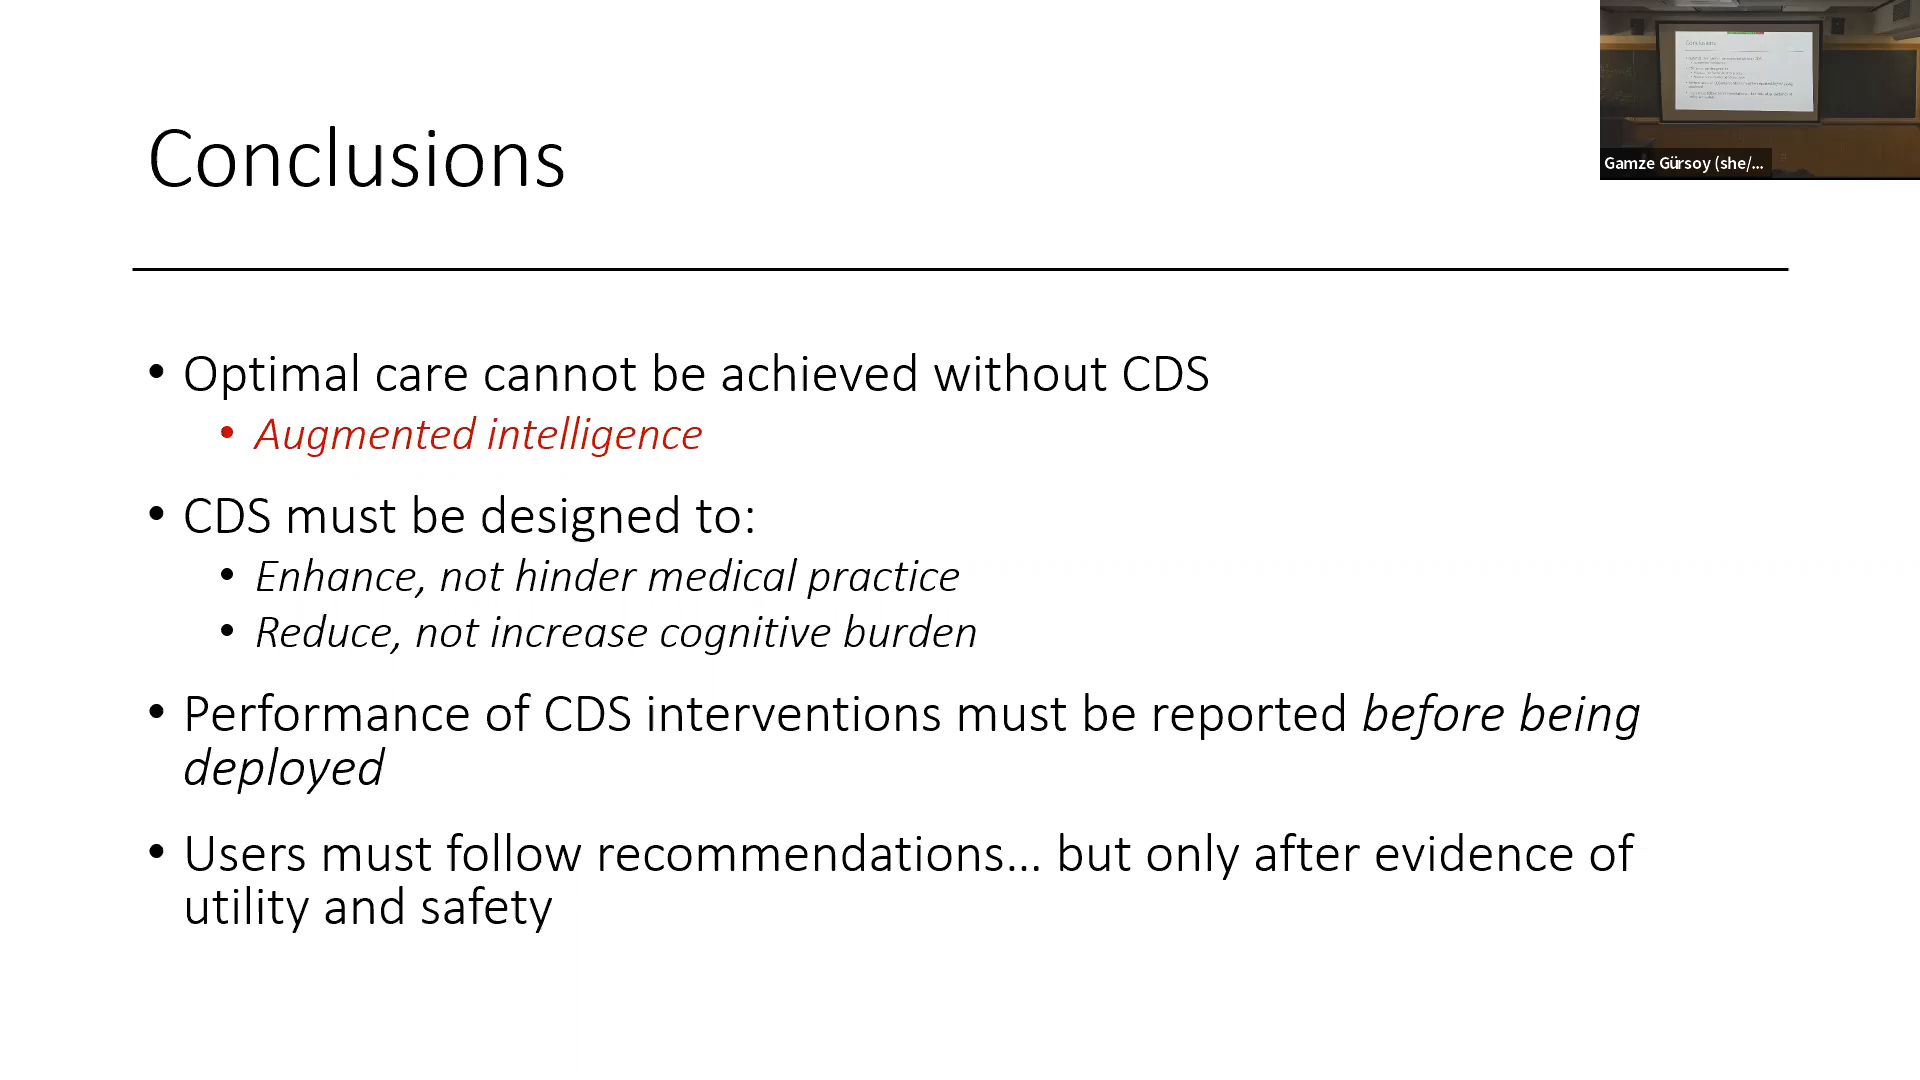 Conclusions
Gamze Gürsoy (she/...
• Optimal care cannot be achieved without CDS
• Augmented intelligence
• CDS must be designed to:
• Enhance, not hinder medical practice
• Reduce, not increase cognitive burden
• Performance of CDS interventions must be reported before being
deployed
• Users must follow recommendations... but only after evidence of
utility and safety